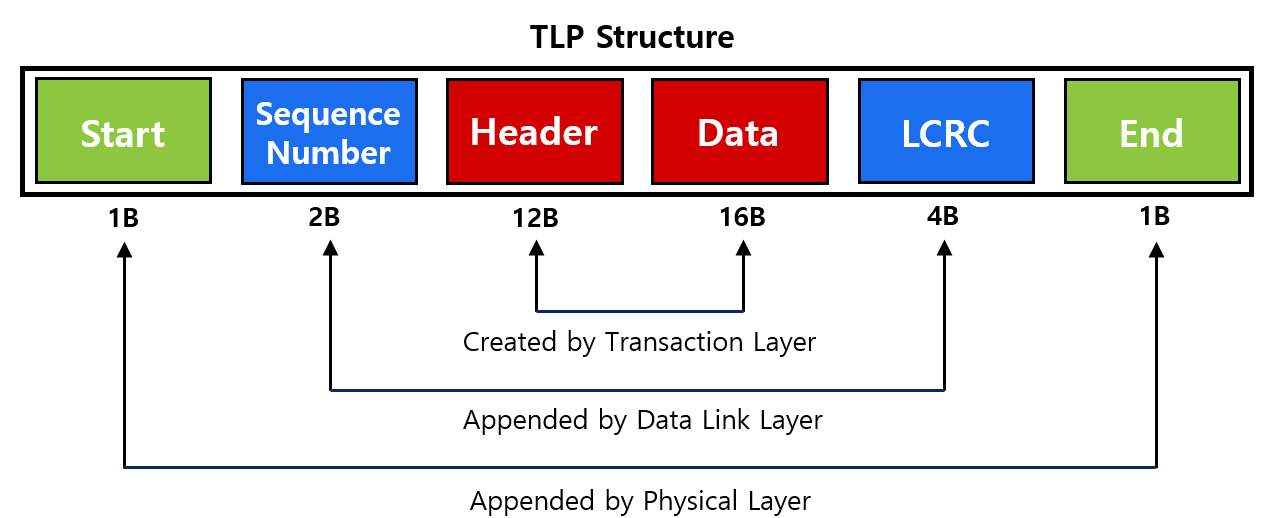 TLP Structure
Start
Sequence
Number
Header
Data
LCRC
End
1B
2B
12B
16B
4B
1B
Created by Transaction Layer
Appended by Data Link Layer
Appended by Physical Layer